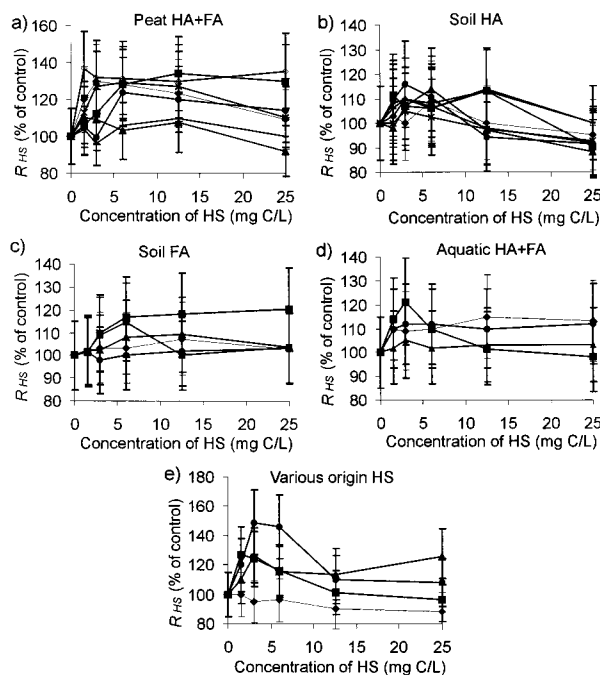 a) Peat HA+FA
R HS (% of control)
160
140
120
100
80
0 5 10 15 20 25
Concentration of HS (mg C/L)
b) Soil HA
R HS (% of control)
140
130
120
110
100
90
80
0 5 10 15 20 25
Concentration of HS (mg C/L)
c) Soil FA
R HS (% of control)
140
130
120
110
100
90
80
0 5 10 15 20 25
Concentration of HS (mg C/L)
d) Aquatic HA+FA
R HS (% of control)
140
130
120
110
100
90
80
0 5 10 15 20 25
Concentration of HS (mg C/L)
e) Various origin HS
R HS (% of control)
180
160
140
120
100
80
0 5 10 15 20 25
Concentration of HS (mg C/L)